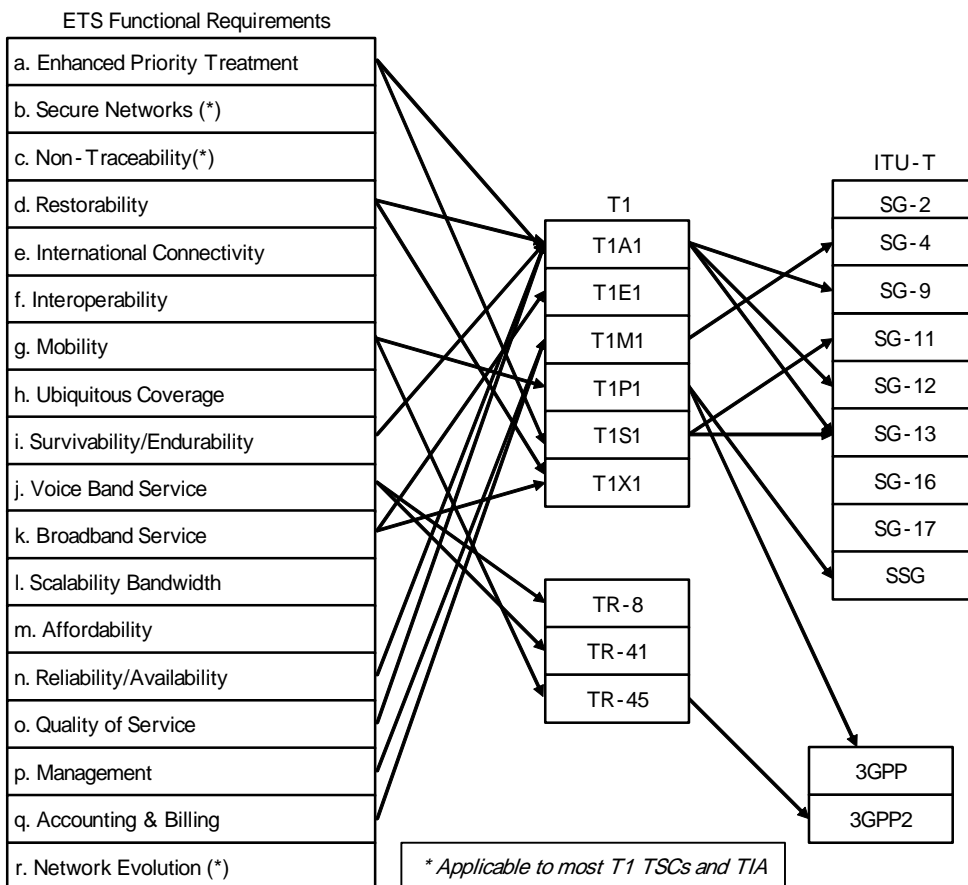 ETS Functional Requirements
a. Enhanced Priority Treatment
b. Secure Networks (*)
c. Non-Traceability(*)
d. Restorability
e. International Connectivity
f. Interoperability
g. Mobility
h. Ubiquitous Coverage
i. Survivability/Endurability
j. Voice Band Service
k. Broadband Service
l. Scalability Bandwidth
m. Affordability
n. Reliability/Availability
o. Quality of Service
p. Management
q. Accounting & Billing
r. Network Evolution (*)
T1
T1A1
T1E1
T1M1
T1P1
T1S1
T1X1
TR-8
TR-41
TR-45
ITU-T
SG-2
SG-4
SG-9
SG-11
SG-12
SG-13
SG-16
SG-17
SSG
3GPP
3GPP2
* Applicable to most T1 TSCs and TIA